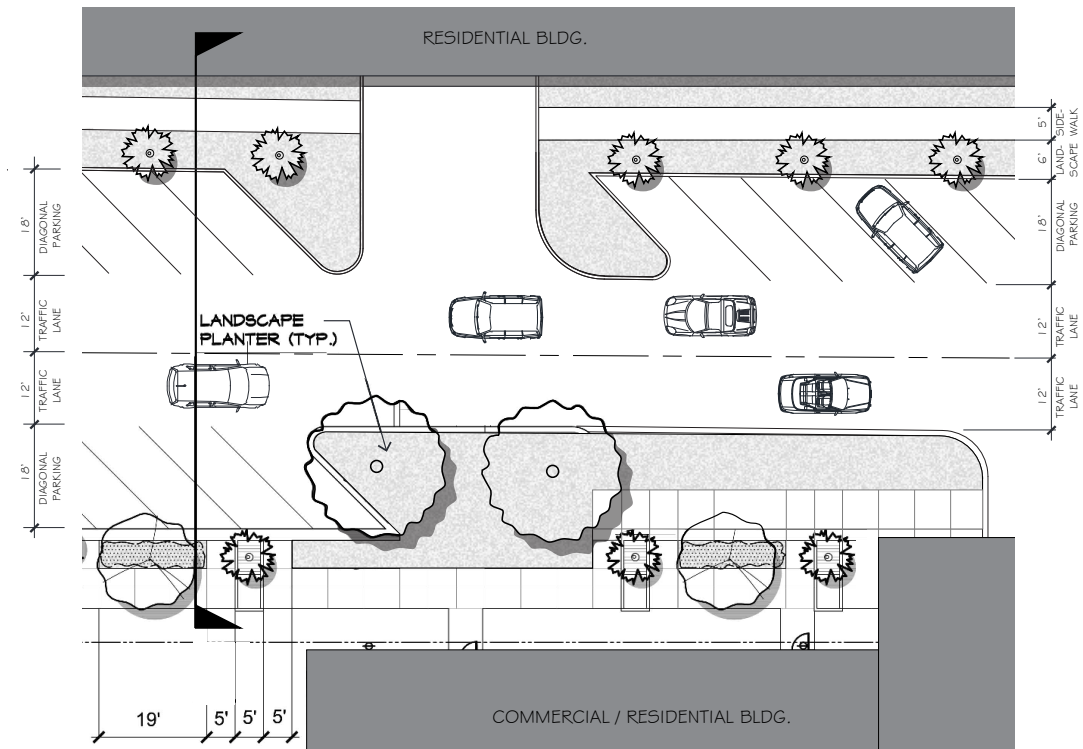 RESIDENTIAL BLDG.
5'
SIDE-
WALK
6'
LAND-
SCAPE
18'
DIAGONAL
PARKING
18'
DIAGONAL
PARKING
12'
TRAFFIC
LANE
12'
TRAFFIC
LANE
LANDSCAPE
PLANTER (TYP.)
12'
TRAFFIC
LANE
12'
TRAFFIC
LANE
18'
DIAGONAL
PARKING
19'
5'
5'
5'
COMMERCIAL / RESIDENTIAL BLDG.